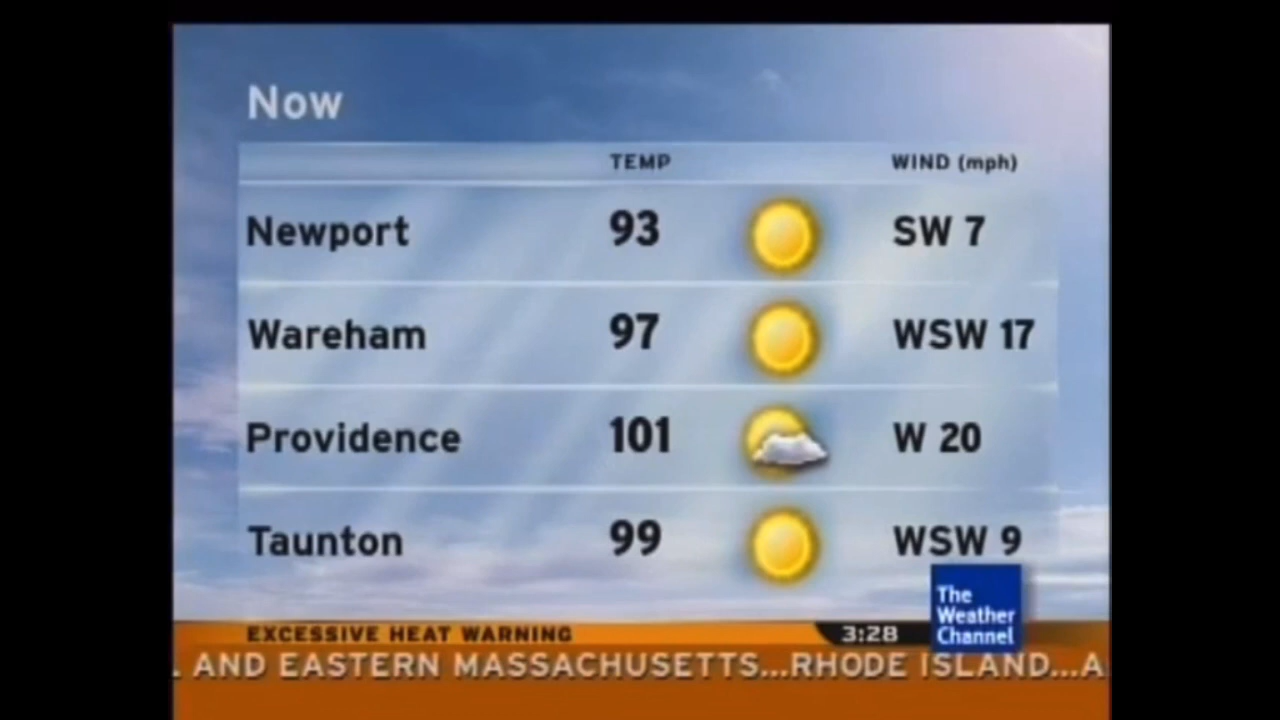 Now
TEMP WIND (mph)
Newport 93 SW 7
Wareham 97 WSW 17
Providence 101 W 20
Taunton 99 WSW 9
The
Weather
Channel
EXCESSIVE HEAT WARNING 3:28
. AND EASTERN MASSACHUSETTS...RHODE ISLAND...A